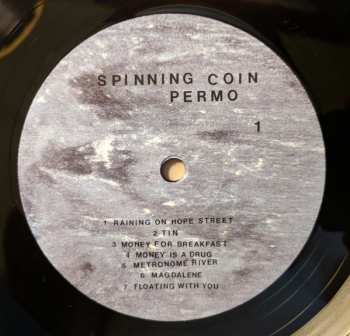 SPINNING COIN
PERMO
1
1 RAINING ON HOPE STREET
2 TIN
3 MONEY FOR BREAKFAST
4 MONEY IS A DRUG
5 METRONOME RIVER
6 MAGDALENE
7 FLOATING WITH YOU